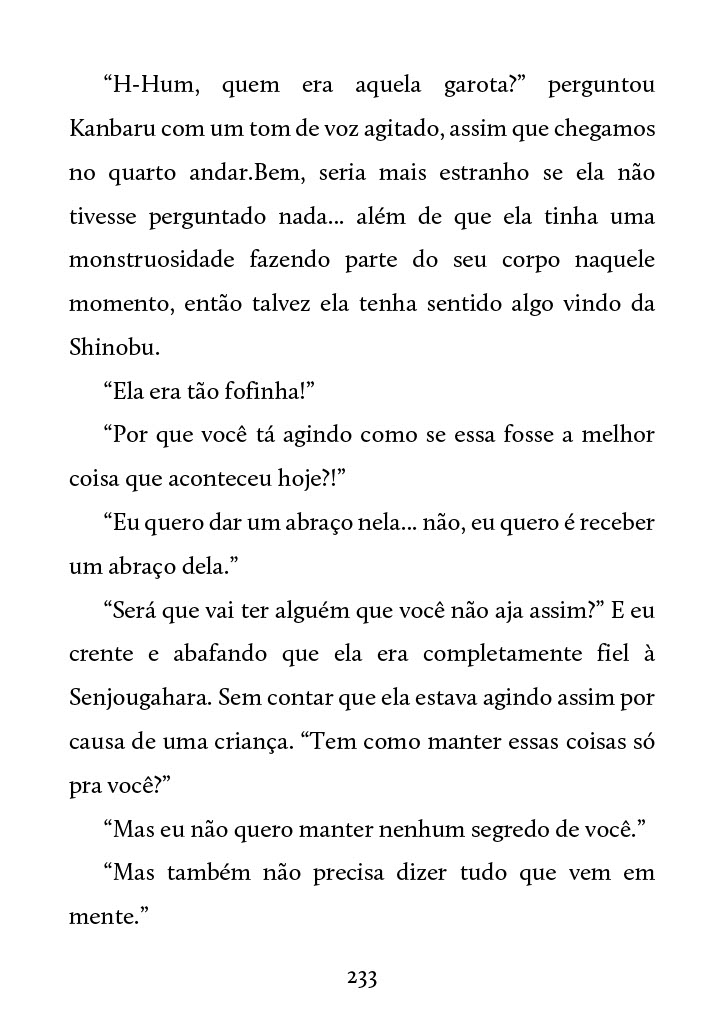 “H-Hum, quem era aquela garota?” perguntou
Kanbaru com um tom de voz agitado, assim que chegamos
no quarto andar.Bem, seria mais estranho se ela não
tivesse perguntado nada... além de que ela tinha uma
monstruosidade fazendo parte do seu corpo naquele
momento, então talvez ela tenha sentido algo vindo da
Shinobu.
“Ela era tão fofinha!”
“Por que você tá agindo como se essa fosse a melhor
coisa que aconteceu hoje?!”
“Eu quero dar um abraço nela... não, eu quero é receber
um abraço dela.”
“Será que vai ter alguém que você não aja assim?” E eu
crente e abafando que ela era completamente fiel à
Senjougahara. Sem contar que ela estava agindo assim por
causa de uma criança. “Tem como manter essas coisas só
pra você?”
“Mas eu não quero manter nenhum segredo de você.”
“Mas também não precisa dizer tudo que vem em
mente.”
233